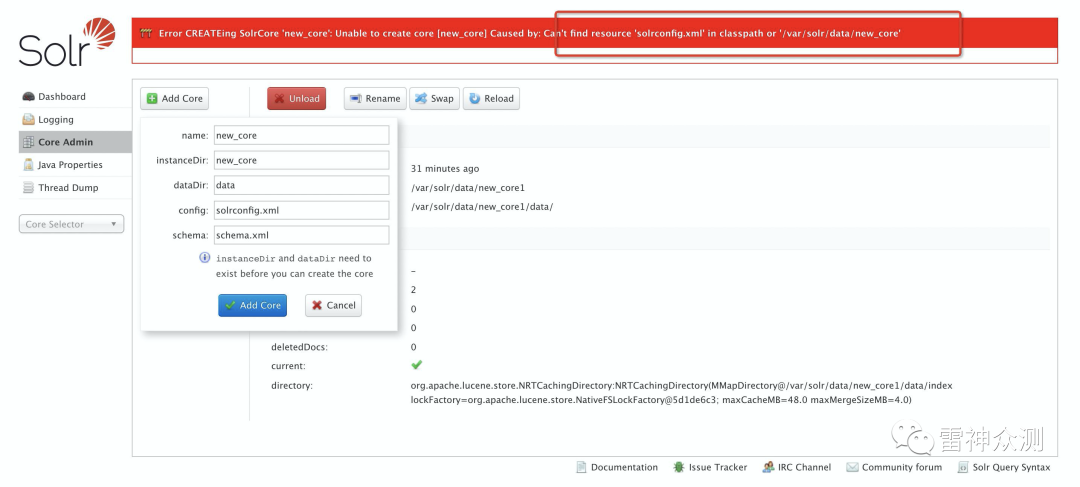 Solr
Error CREATEing SolrCore 'new_core': Unable to create core [new_core] Caused by: Can't find resource 'solrconfig.xml' in classpath or '/var/solr/data/new_core'
Dashboard
Logging
Core Admin
Java Properties
Thread Dump
Core Selector
Add Core
Unload
Rename
Swap
Reload
name: new_core
instanceDir: new_core
dataDir: data
config: solrconfig.xml
schema: schema.xml
instanceDir and dataDir need to
exist before you can create the core
Add Core
Cancel
31 minutes ago
/var/solr/data/new_core1
/var/solr/data/new_core1/data/
-
2
0
0
deletedDocs: 0
current:
directory: org.apache.lucene.store.NRTCachingDirectory:NRTCachingDirectory(MMapDirectory@/var/solr/data/new_core1/data/index
lockFactory=org.apache.lucene.store.NativeFSLockFactory@5d1de6c3; maxCacheMB=48.0 maxMergeSizeMB=4.0)
雷神众测
Documentation
Issue Tracker
IRC Channel
Community forum
Solr Query Syntax